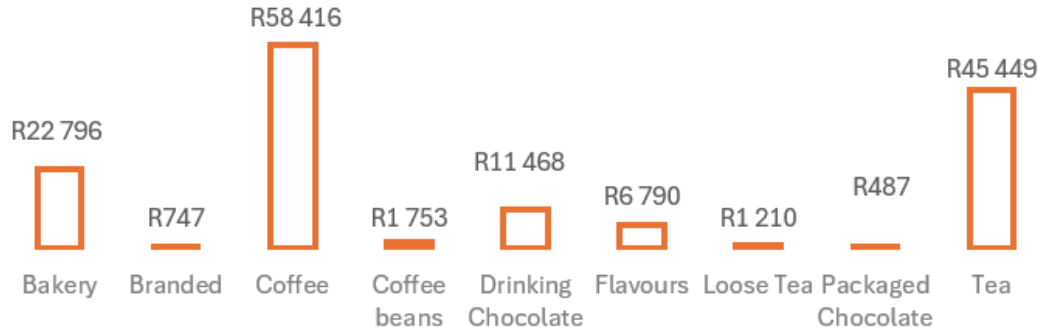 R58 416
R45 449
R22 796
R11 468
R6 790
R487
R747
R1 753
R1 210
Bakery Branded Coffee Coffee Drinking Flavours Loose Tea Packaged Tea
beans Chocolate Chocolate